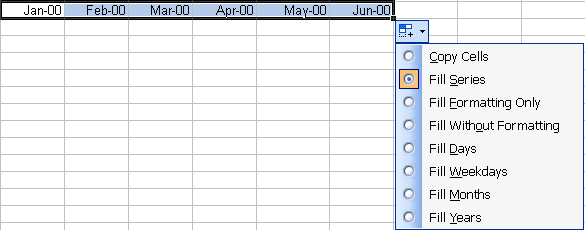 Jan-00 Feb-00 Mar-00 Apr-00 May-00 Jun-00
Copy Cells
Fill Series
Fill Formatting Only
Fill Without Formatting
Fill Days
Fill Weekdays
Fill Months
Fill Years